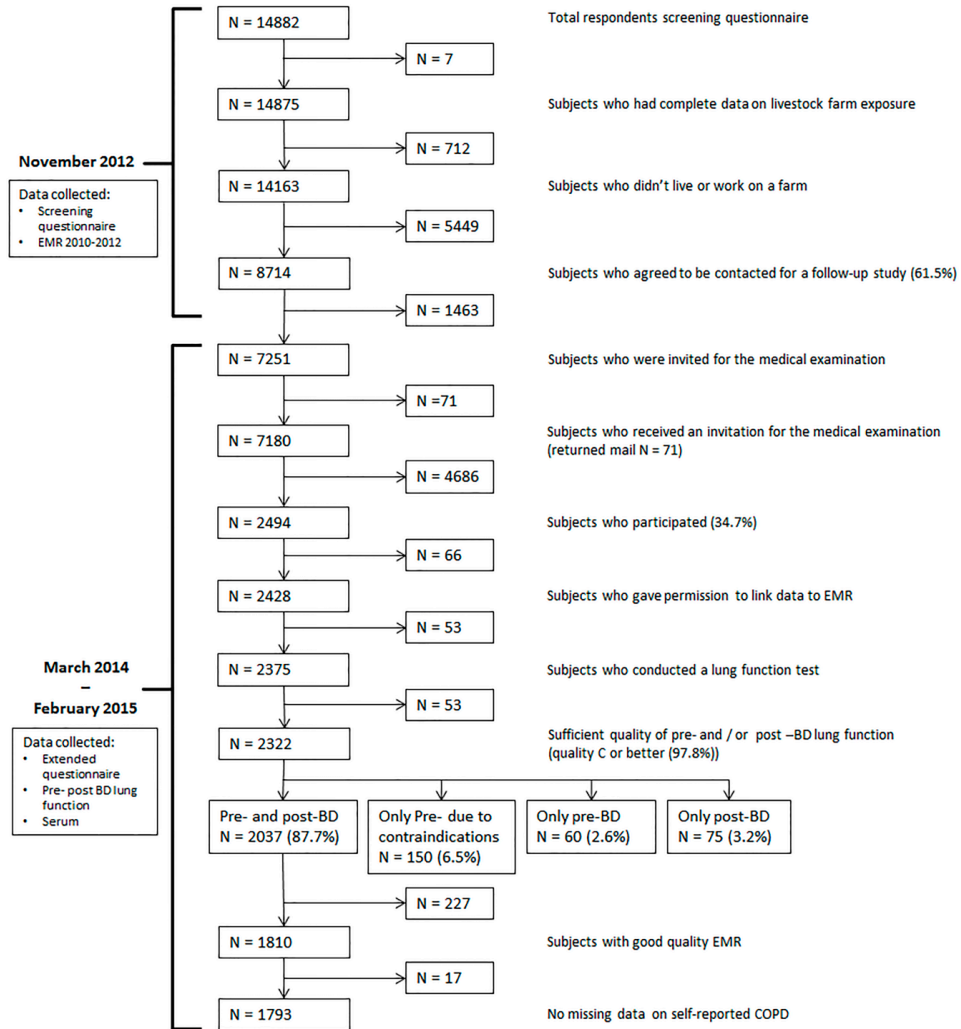 N = 14882
Total respondents screening questionnaire
N = 7
N = 14875
Subjects who had complete data on livestock farm exposure
N = 712
November 2012
N = 14163
Subjects who didn't live or work on a farm
Data collected:
• Screening
questionnaire
• EMR 2010-2012
N = 5449
N = 8714
Subjects who agreed to be contacted for a follow-up study (61.5%)
N = 1463
N = 7251
Subjects who were invited for the medical examination
N =71
N = 7180
Subjects who received an invitation for the medical examination
(returned mail N = 71)
N = 4686
N = 2494
Subjects who participated (34.7%)
N = 66
N = 2428
Subjects who gave permission to link data to EMR
N = 53
March 2014
–
February 2015
N = 2375
Subjects who conducted a lung function test
N = 53
Data collected:
• Extended
questionnaire
• Pre- post BD lung
function
• Serum
N = 2322
Sufficient quality of pre- and / or post –BD lung function
(quality C or better (97.8%))
Pre- and post-BD
N = 2037 (87.7%)
Only Pre- due to
contraindications
N = 150 (6.5%)
Only pre-BD
N = 60 (2.6%)
Only post-BD
N = 75 (3.2%)
N = 227
N = 1810
Subjects with good quality EMR
N = 17
N = 1793
No missing data on self-reported COPD